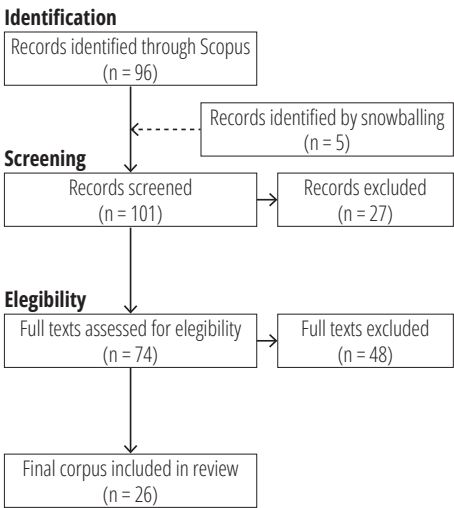 Identification
Records identified through Scopus
(n = 96)
Records identified by snowballing
(n = 5)
Screening
Records screened
(n = 101)
Records excluded
(n = 27)
Elegibility
Full texts assessed for elegibility
(n = 74)
Full texts excluded
(n = 48)
Final corpus included in review
(n = 26)